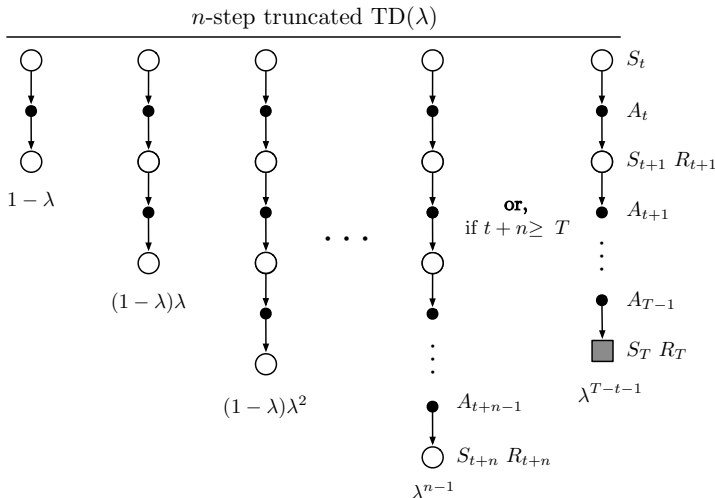 n-step truncated TD(λ)
S_t
A_t
S_{t+1} R_{t+1}
1 − λ
or,
A_{t+1}
if t + n ≥ T
· · ·
(1 − λ)λ
A_{T−1}
S_T R_T
(1 − λ)λ^2
λ^{T−t−1}
A_{t+n−1}
S_{t+n} R_{t+n}
λ^{n−1}